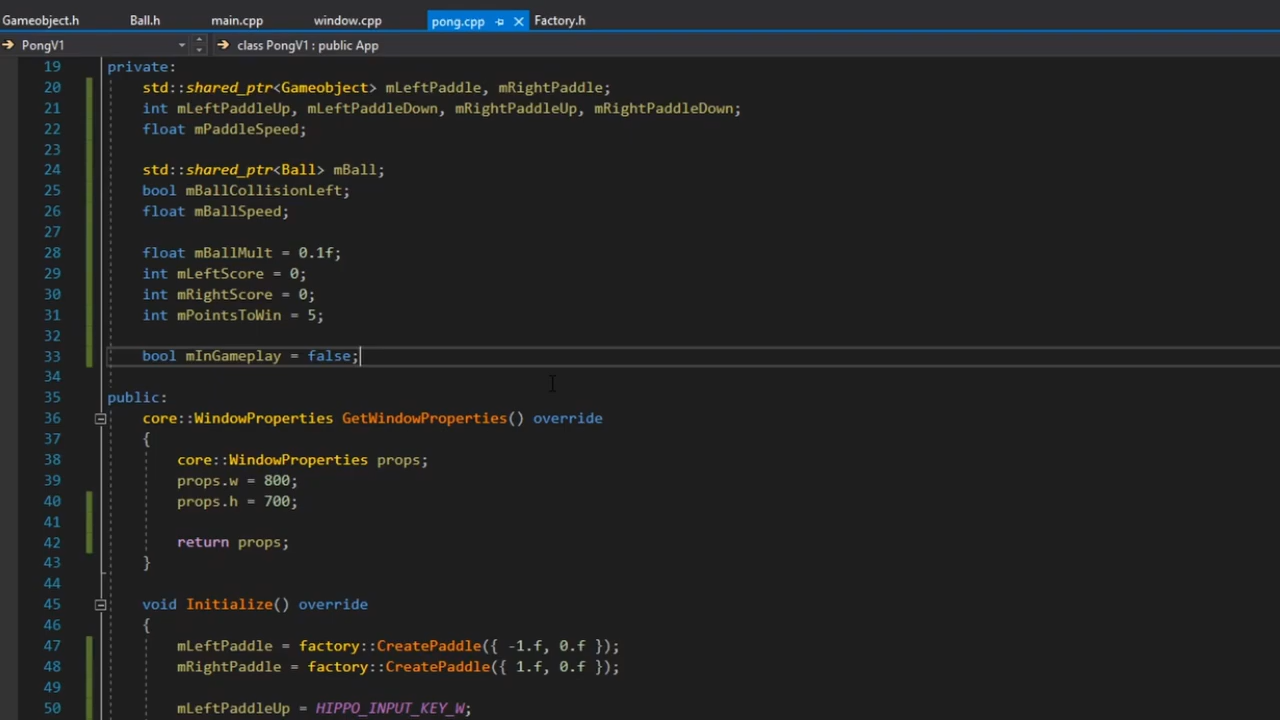 Gameobject.h Ball.h main.cpp window.cpp pong.cpp Factory.h
PongV1 class PongV1 : public App
19 private:
20 std::shared_ptr<Gameobject> mLeftPaddle, mRightPaddle;
21 int mLeftPaddleUp, mLeftPaddleDown, mRightPaddleUp, mRightPaddleDown;
22 float mPaddleSpeed;
23
24 std::shared_ptr<Ball> mBall;
25 bool mBallCollisionLeft;
26 float mBallSpeed;
27
28 float mBallMult = 0.1f;
29 int mLeftScore = 0;
30 int mRightScore = 0;
31 int mPointsToWin = 5;
32
33 bool mInGameplay = false;
34
35 public:
36 core::WindowProperties GetWindowProperties() override
37 {
38 core::WindowProperties props;
39 props.w = 800;
40 props.h = 700;
41
42 return props;
43 }
44
45 void Initialize() override
46 {
47 mLeftPaddle = factory::CreatePaddle({ -1.f, 0.f });
48 mRightPaddle = factory::CreatePaddle({ 1.f, 0.f });
49
50 mLeftPaddleUp = HIPPO_INPUT_KEY_W;